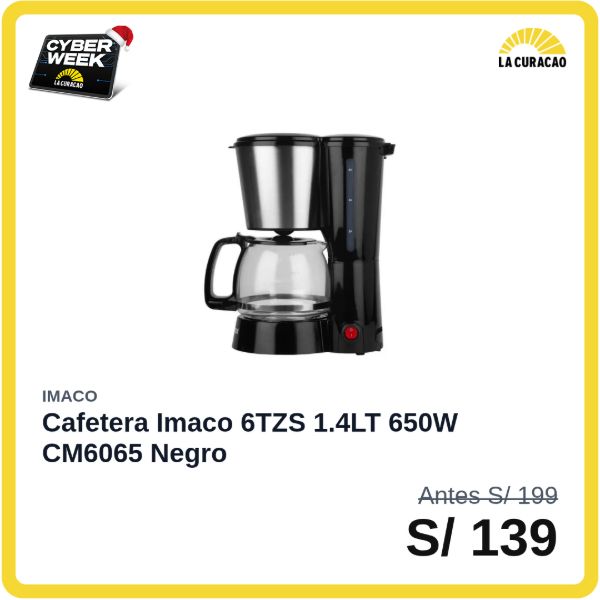 CYBER
WEEK
LA CURACAO
LA CURACAO
IMACO
Cafetera Imaco 6TZS 1.4LT 650W
CM6065 Negro
Antes S/ 199
S/ 139